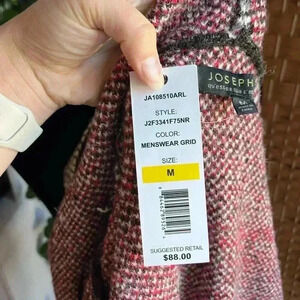 JOSEPH
JA108510ARL
STYLE:
J2F3341F75NR
COLOR:
MENSWEAR GRID
SIZE:
M
SUGGESTED RETAIL
$88.00